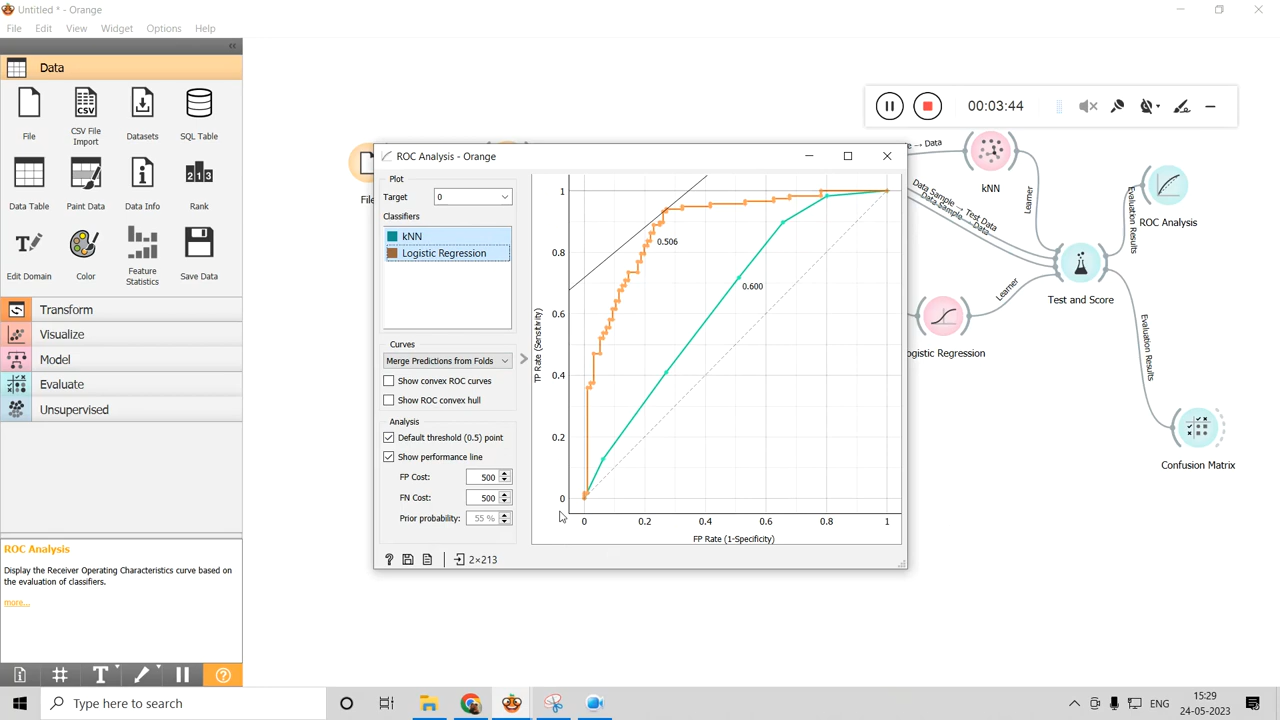 Untitled * - Orange
File Edit View Widget Options Help
Data
File
CSV File Import
Datasets
SQL Table
Data Table
Paint Data
Data Info
Rank
Edit Domain
Color
Feature Statistics
Save Data
Transform
Visualize
Model
Evaluate
Unsupervised
ROC Analysis
Display the Receiver Operating Characteristics curve based on
the evaluation of classifiers.
more...
00:03:44
File
ROC Analysis - Orange
Plot
Target 0
Classifiers
kNN
Logistic Regression
Curves
Merge Predictions from Folds
Show convex ROC curves
Show ROC convex hull
Analysis
Default threshold (0.5) point
Show performance line
FP Cost: 500
FN Cost: 500
Prior probability: 55 %
2×213
TP Rate (Sensitivity)
1
0.8
0.6
0.4
0.2
0
0.506
0.600
0 0.2 0.4 0.6 0.8 1
FP Rate (1-Specificity)
→ Data
kNN
Data Sample → Test Data
Data Sample → Data
Learner
Evaluation Results
ROC Analysis
Test and Score
Learner
Logistic Regression
Evaluation Results
Confusion Matrix
Type here to search
ENG
15:29
24-05-2023